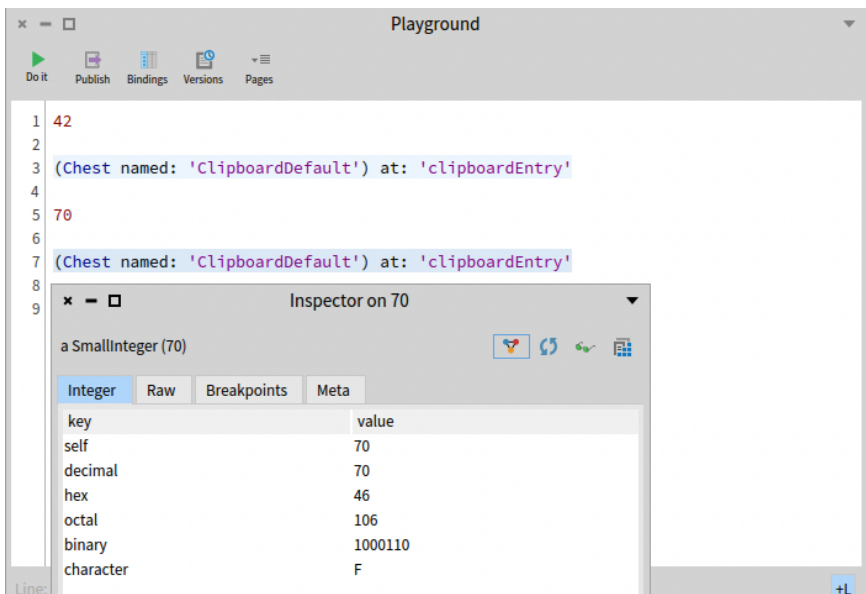 Playground
Do it Publish Bindings Versions Pages
1 42
2
3 (Chest named: 'ClipboardDefault') at: 'clipboardEntry'
4
5 70
6
7 (Chest named: 'ClipboardDefault') at: 'clipboardEntry'
8
9
Inspector on 70
a SmallInteger (70)
Integer Raw Breakpoints Meta
key value
self 70
decimal 70
hex 46
octal 106
binary 1000110
character F
Line: +L